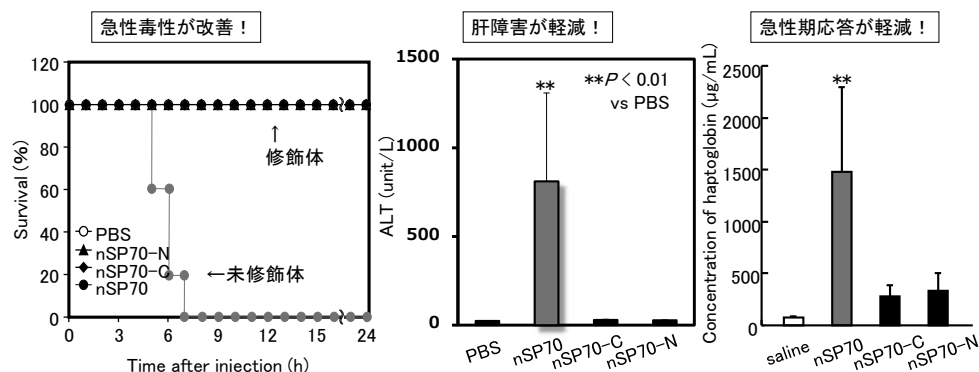 急性毒性が改善！
Survival (%)
120
100
80
60
40
20
0
0 3 6 9 12 15 24
Time after injection (h)
↑
修飾体
←未修飾体
PBS
nSP70-N
nSP70-C
nSP70
肝障害が軽減！
ALT (unit/L)
1500
1000
500
0
**
**P < 0.01
vs PBS
PBS nSP70 nSP70-C nSP70-N
急性期応答が軽減！
Concentration of haptoglobin (μg/mL)
2500
2000
1500
1000
500
0
**
saline nSP70 nSP70-C nSP70-N